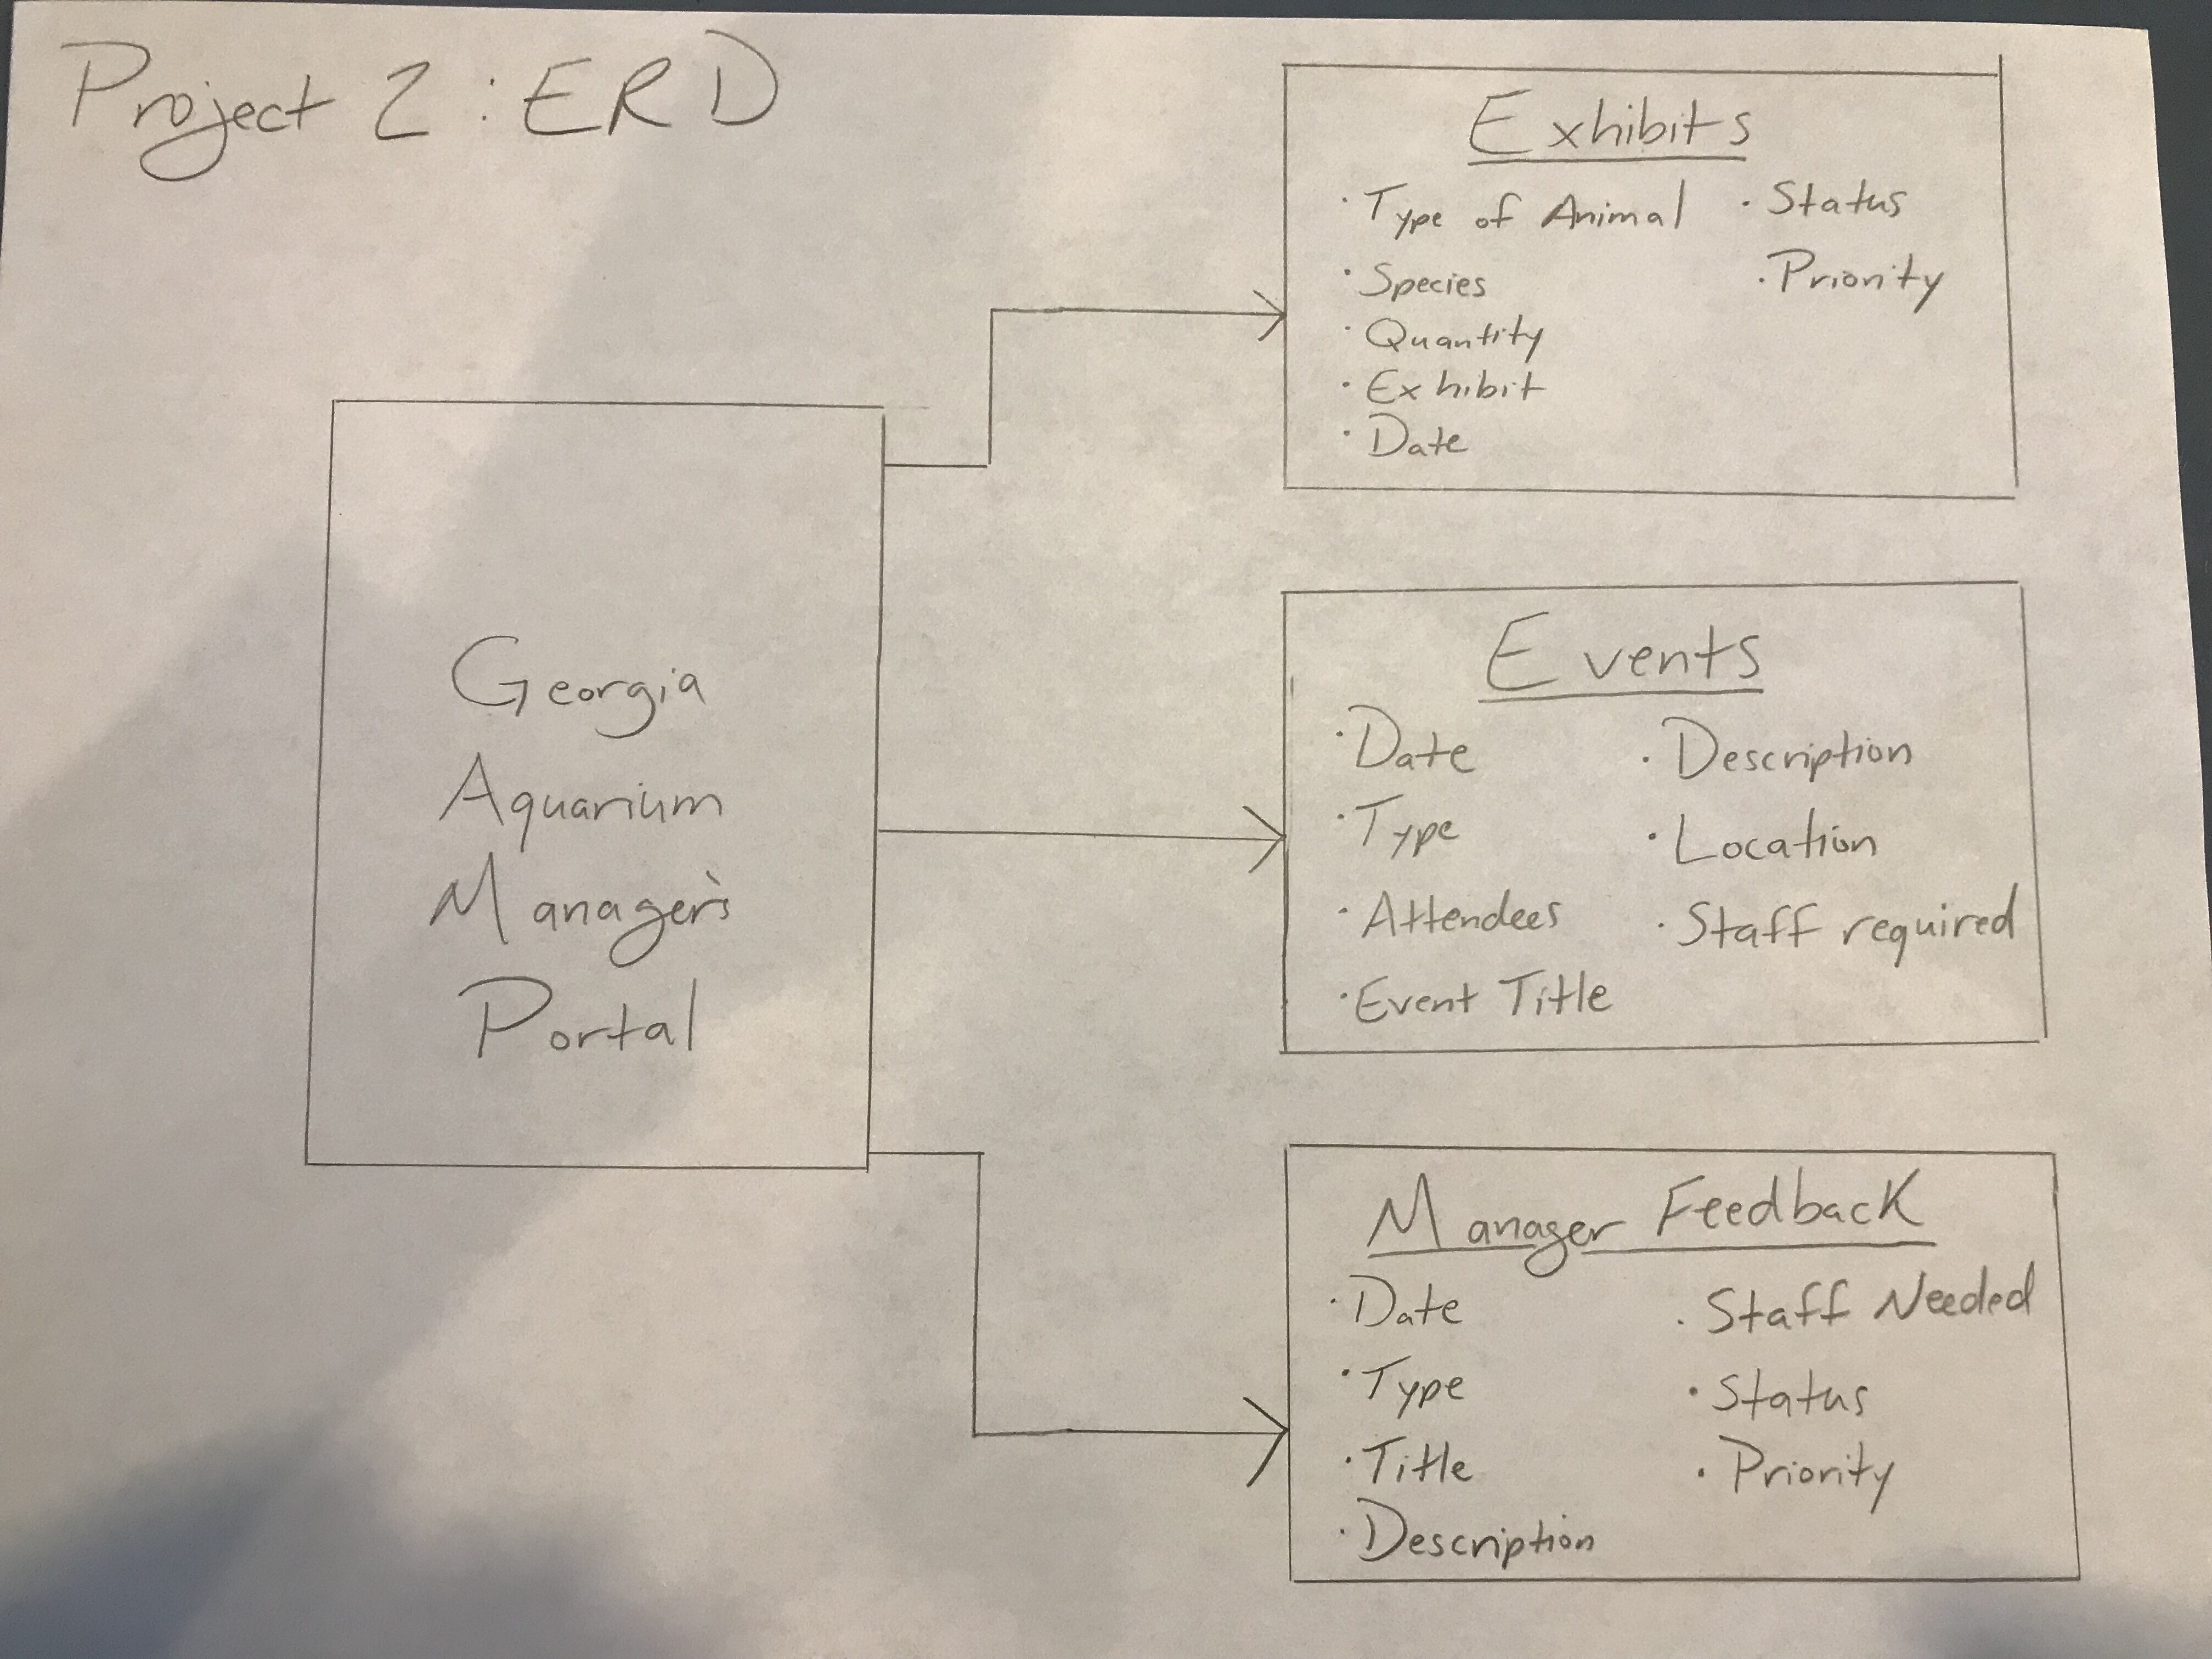 Project 2: ERD
Georgia
Aquarium
Manager's
Portal
Exhibits
· Type of Animal
· Species
· Quantity
· Exhibit
· Date
· Status
· Priority
Events
· Date
· Type
· Attendees
· Event Title
· Description
· Location
· Staff required
Manager Feedback
· Date
· Type
· Title
· Description
· Staff Needed
· Status
· Priority